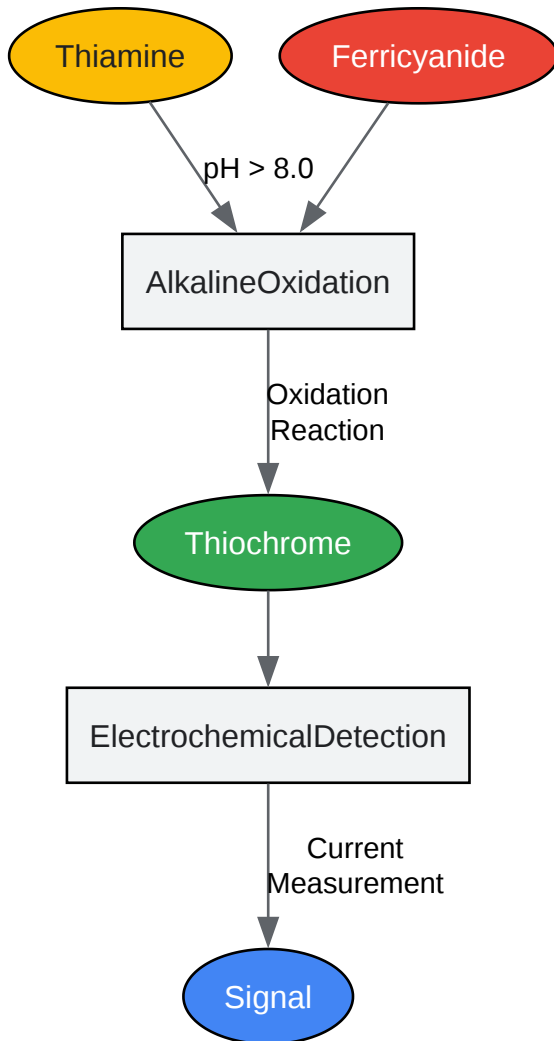 Thiamine
Ferricyanide
pH > 8.0
AlkalineOxidation
Oxidation
Reaction
Thiochrome
ElectrochemicalDetection
Current
Measurement
Signal